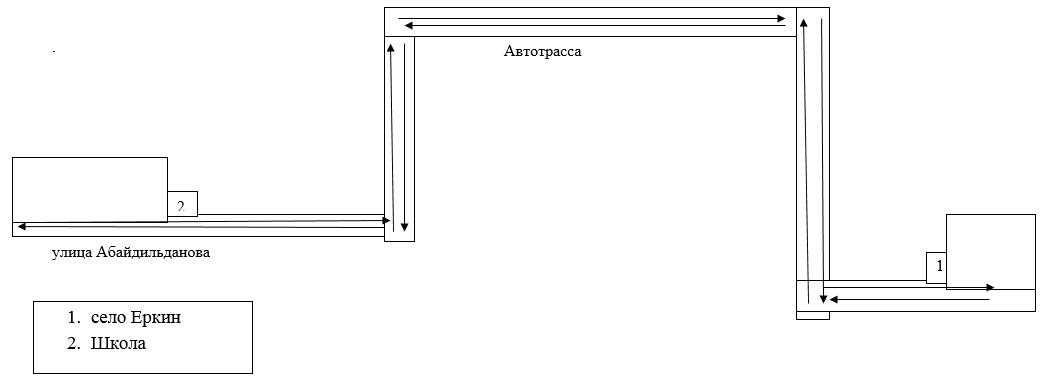 Автотрасса
2
1
улица Абайдильданова
1. село Еркин
2. Школа